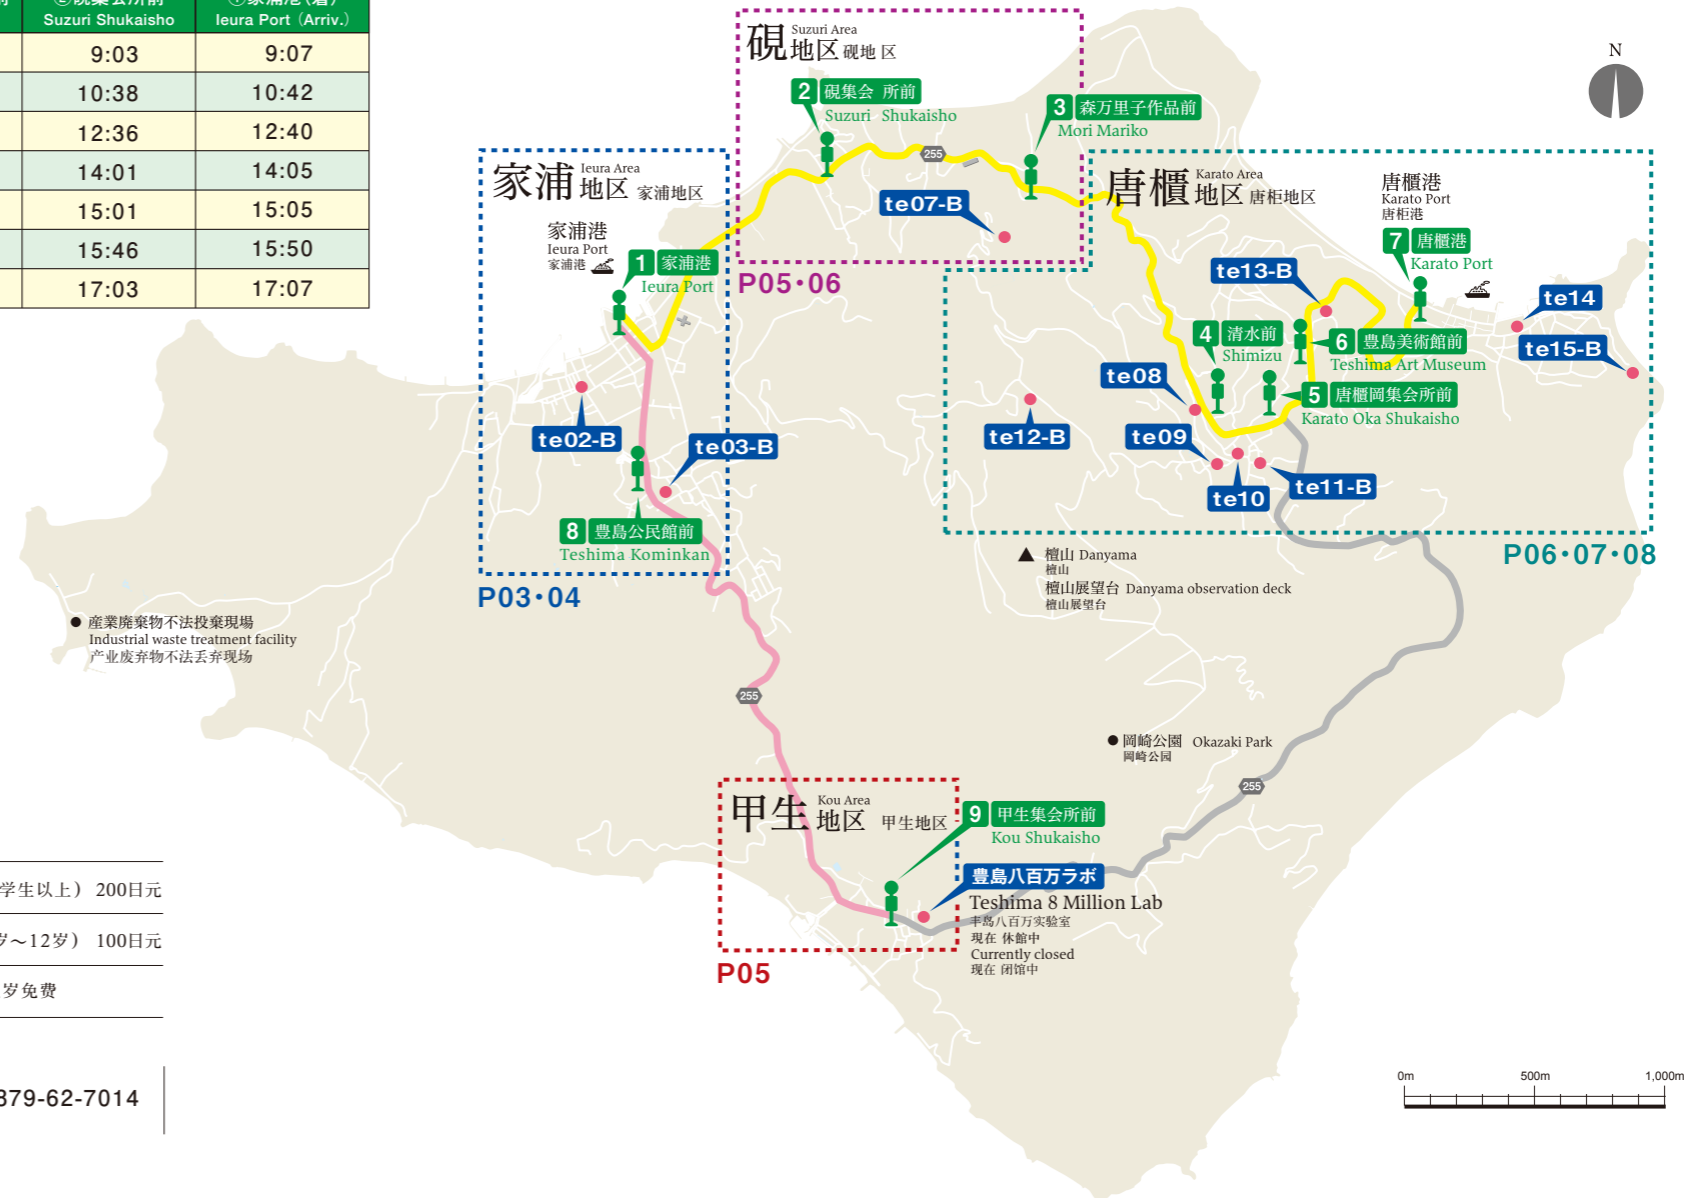 前
②硯集会所前
①家浦港(着)
Suzuri Shukaisho
Ieura Port (Arriv.)
9:03 9:07
10:38 10:42
12:36 12:40
14:01 14:05
15:01 15:05
15:46 15:50
17:03 17:07
硯
Suzuri Area
地区 硯地 区
2 硯集会 所前
Suzuri Shukaisho
3 森万里子作品前
Mori Mariko
255
te07-B
P05・06
N
家浦
Ieura Area
地区 家浦地区
家浦港
Ieura Port
家浦港
1 家浦港
Ieura Port
te02-B
te03-B
8 豊島公民館前
Teshima Kominkan
P03・04
唐櫃
Karato Area
地区 唐柜地区
唐櫃港
Karato Port
唐柜港
7 唐櫃港
Karato Port
te13-B
te14
te15-B
4 清水前
Shimizu
6 豊島美術館前
Teshima Art Museum
5 唐櫃岡集会所前
Karato Oka Shukaisho
te08
te12-B
te09
te10
te11-B
P06・07・08
檀山 Danyama
檀山
檀山展望台 Danyama observation deck
檀山展望台
産業廃棄物不法投棄現場
Industrial waste treatment facility
产业废弃物不法丢弃现场
255
岡崎公園 Okazaki Park
岡崎公园
255
甲生
Kou Area
地区 甲生地区
9 甲生集会所前
Kou Shukaisho
豊島八百万ラボ
Teshima 8 Million Lab
丰岛八百万实验室
現在 休館中
Currently closed
现在 闭馆中
P05
学生以上） 200日元
岁～12岁） 100日元
岁免费
879-62-7014
0m 500m 1,000m